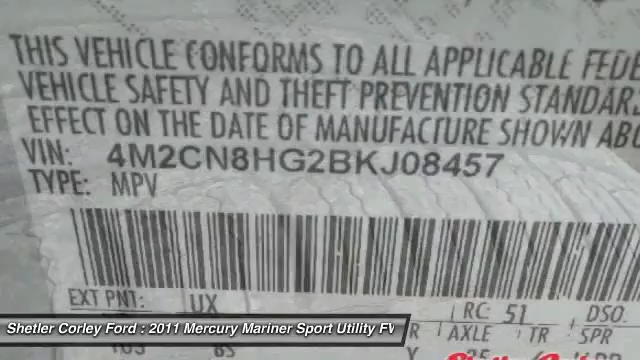 THIS VEHICLE CONFORMS TO ALL APPLICABLE FEDE
VEHICLE SAFETY AND THEFT PREVENTION STANDAR
EFFECT ON THE DATE OF MANUFACTURE SHOWN ABO
VIN: 4M2CN8HG2BKJ08457
TYPE: MPV
EXT PNT: UX RC: 51 DSO
R AXLE TR SPR
Shetler Corley Ford : 2011 Mercury Mariner Sport Utility FV